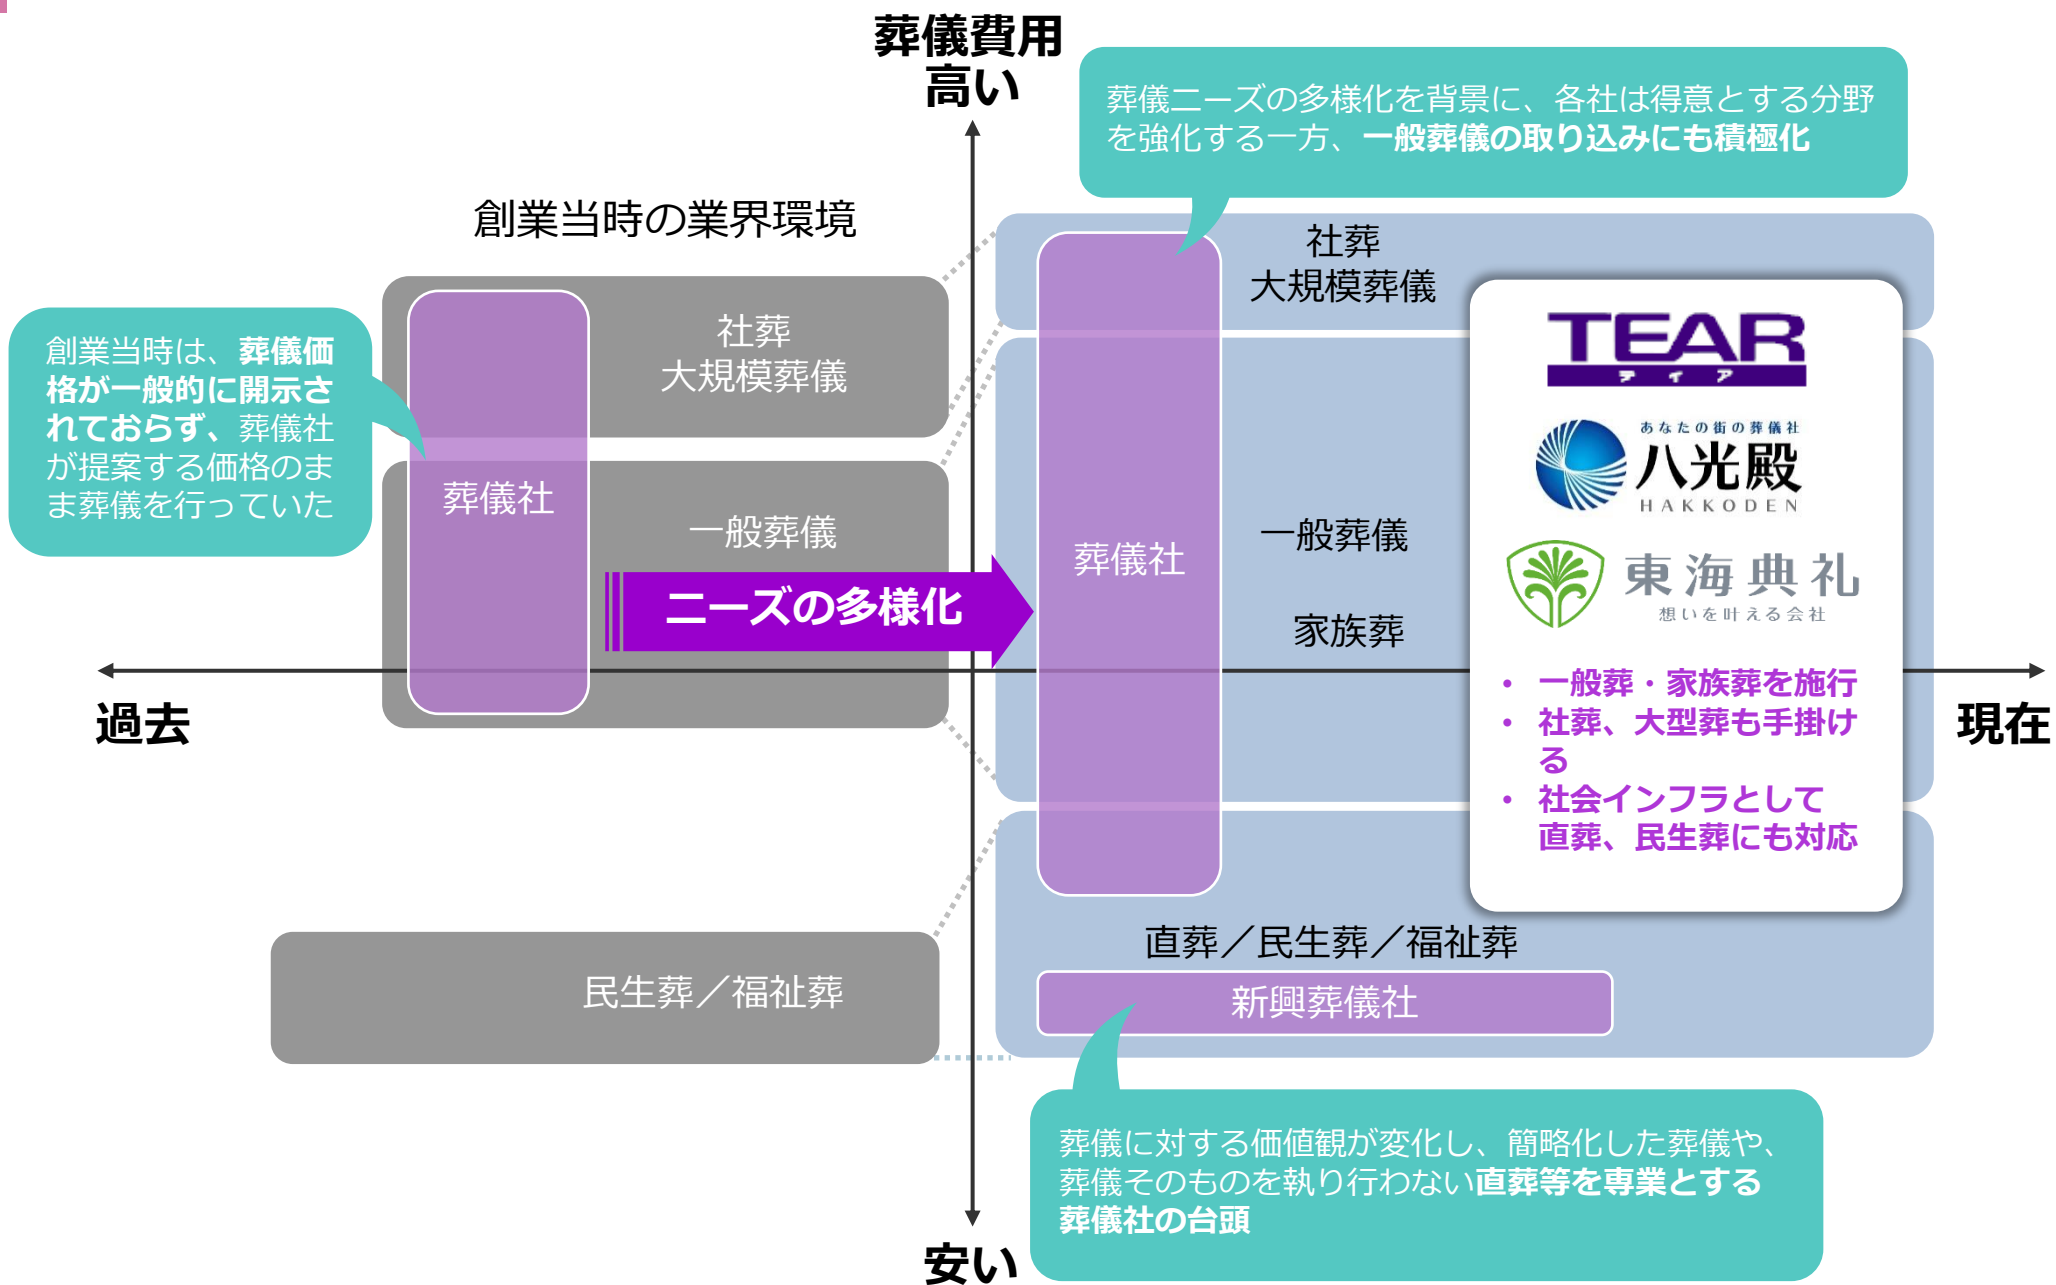 葬儀費用
高い
葬儀ニーズの多様化を背景に、各社は得意とする分野
を強化する一方、一般葬儀の取り込みにも積極化
創業当時の業界環境
社葬
大規模葬儀
創業当時は、葬儀価
格が一般的に開示さ
れておらず、葬儀社
が提案する価格のま
ま葬儀を行っていた
葬儀社
一般葬儀
ニーズの多様化
過去
民生葬／福祉葬
社葬
大規模葬儀
葬儀社
一般葬儀
家族葬
TEAR
ティア
あなたの街の葬儀社
八光殿
HAKKODEN
東海典礼
想いを叶える会社
• 一般葬・家族葬を施行
• 社葬、大型葬も手掛け
る
• 社会インフラとして
直葬、民生葬にも対応
現在
直葬／民生葬／福祉葬
新興葬儀社
葬儀に対する価値観が変化し、簡略化した葬儀や、
葬儀そのものを執り行わない直葬等を専業とする
葬儀社の台頭
安い